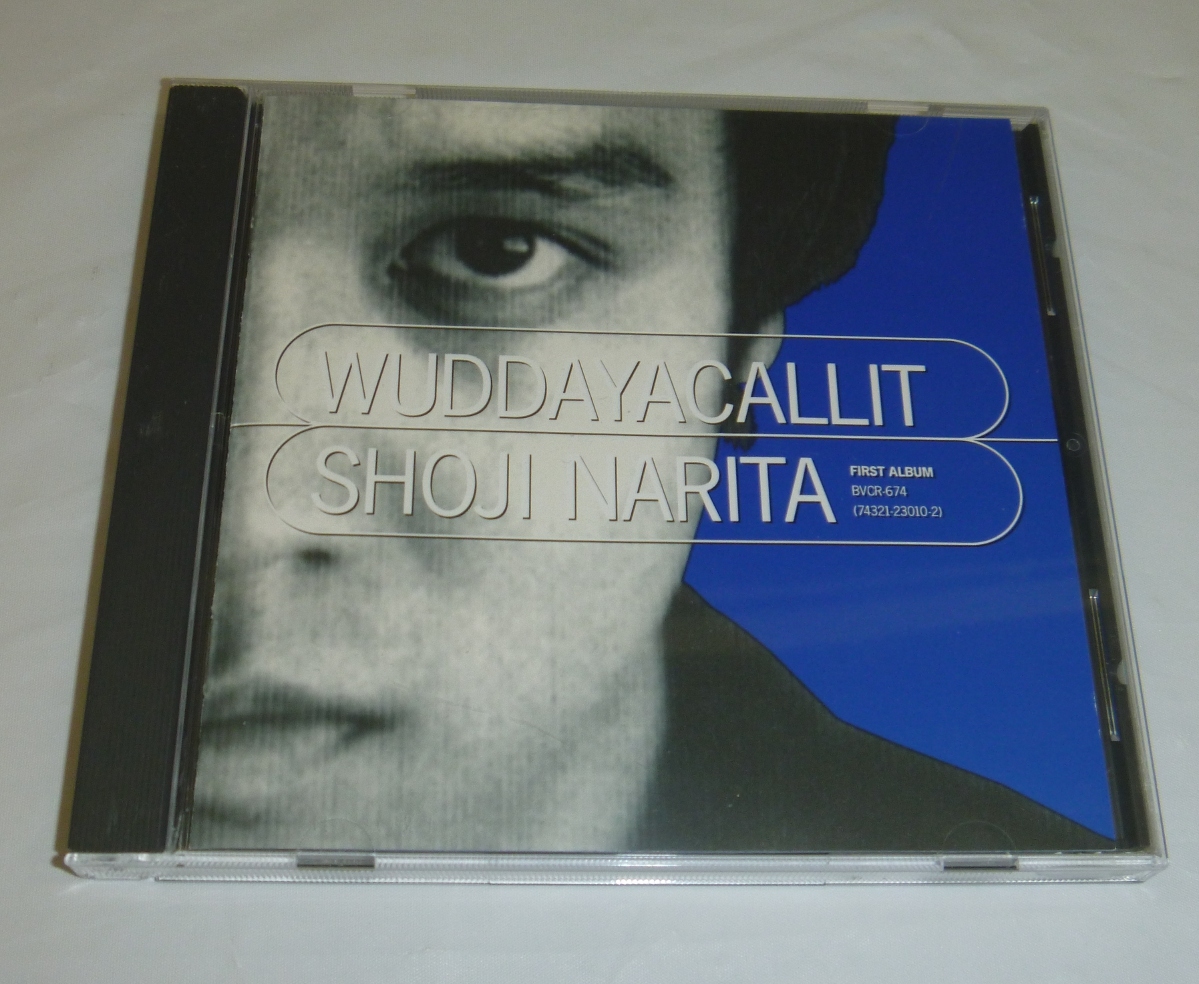 WUDDAYACALLIT
SHOJI NARITA
FIRST ALBUM
BVCR-674
(74321-23010-2)